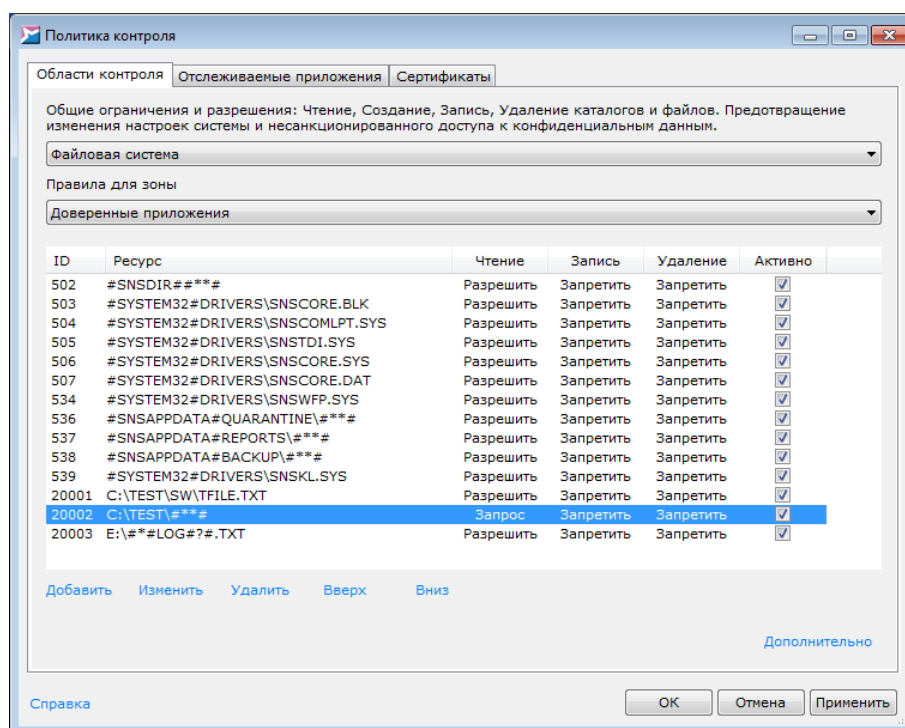 Политика контроля
Области контроля Отслеживаемые приложения Сертификаты
Общие ограничения и разрешения: Чтение, Создание, Запись, Удаление каталогов и файлов. Предотвращение
изменения настроек системы и несанкционированного доступа к конфиденциальным данным.
Файловая система
Правила для зоны
Доверенные приложения
ID Ресурс Чтение Запись Удаление Активно
502 #SNSDIR##**# Разрешить Запретить Запретить
503 #SYSTEM32#DRIVERS\SNSCORE.BLK Разрешить Запретить Запретить
504 #SYSTEM32#DRIVERS\SNSCOMLPT.SYS Разрешить Запретить Запретить
505 #SYSTEM32#DRIVERS\SNSTDI.SYS Разрешить Запретить Запретить
506 #SYSTEM32#DRIVERS\SNSCORE.SYS Разрешить Запретить Запретить
507 #SYSTEM32#DRIVERS\SNSCORE.DAT Разрешить Запретить Запретить
534 #SYSTEM32#DRIVERS\SNSWFP.SYS Разрешить Запретить Запретить
536 #SNSAPPDATA#QUARANTINE\#**# Разрешить Запретить Запретить
537 #SNSAPPDATA#REPORTS\#**# Разрешить Запретить Запретить
538 #SNSAPPDATA#BACKUP\#**# Разрешить Запретить Запретить
539 #SYSTEM32#DRIVERS\SNSKL.SYS Разрешить Запретить Запретить
20001 C:\TEST\SW\TFILE.TXT Разрешить Запретить Запретить
20002 C:\TEST\#**# Запрос Запретить Запретить
20003 E:\#*#LOG#?#.TXT Разрешить Запретить Запретить
Добавить Изменить Удалить Вверх Вниз
Дополнительно
Справка ОК Отмена Применить